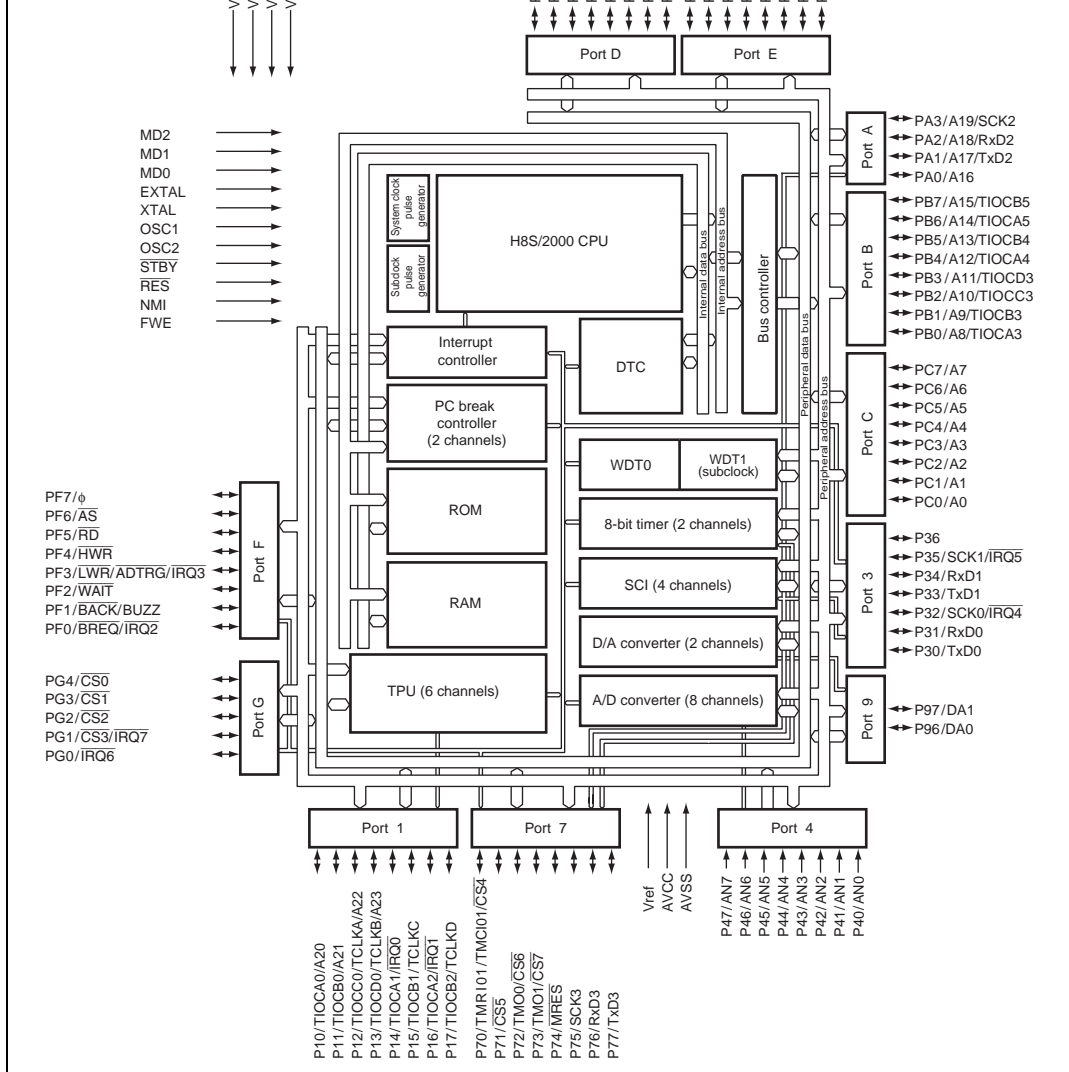 Port D
Port E
MD2
MD1
MD0
EXTAL
XTAL
OSC1
OSC2
STBY
RES
NMI
FWE
System clock
pulse
generator
Subclock
pulse
generator
H8S/2000 CPU
Internal data bus
Internal address bus
Bus controller
Peripheral data bus
Peripheral address bus
Interrupt
controller
DTC
PC break
controller
(2 channels)
WDT0
WDT1
(subclock)
ROM
8-bit timer (2 channels)
SCI (4 channels)
RAM
D/A converter (2 channels)
TPU (6 channels)
A/D converter (8 channels)
Port A
PA3/A19/SCK2
PA2/A18/RxD2
PA1/A17/TxD2
PA0/A16
Port B
PB7/A15/TIOCB5
PB6/A14/TIOCA5
PB5/A13/TIOCB4
PB4/A12/TIOCA4
PB3/A11/TIOCD3
PB2/A10/TIOCC3
PB1/A9/TIOCB3
PB0/A8/TIOCA3
Port C
PC7/A7
PC6/A6
PC5/A5
PC4/A4
PC3/A3
PC2/A2
PC1/A1
PC0/A0
Port 3
P36
P35/SCK1/IRQ5
P34/RxD1
P33/TxD1
P32/SCK0/IRQ4
P31/RxD0
P30/TxD0
Port 9
P97/DA1
P96/DA0
PF7/φ
PF6/AS
PF5/RD
PF4/HWR
PF3/LWR/ADTRG/IRQ3
PF2/WAIT
PF1/BACK/BUZZ
PF0/BREQ/IRQ2
Port F
PG4/CS0
PG3/CS1
PG2/CS2
PG1/CS3/IRQ7
PG0/IRQ6
Port G
Port 1
Port 7
Port 4
P10/TIOCA0/A20
P11/TIOCB0/A21
P12/TIOCC0/TCLKA/A22
P13/TIOCD0/TCLKB/A23
P14/TIOCA1/IRQ0
P15/TIOCB1/TCLKC
P16/TIOCA2/IRQ1
P17/TIOCB2/TCLKD
P70/TMRI01/TMCI01/CS4
P71/CS5
P72/TMO0/CS6
P73/TMO1/CS7
P74/MRES
P75/SCK3
P76/RxD3
P77/TxD3
Vref
AVCC
AVSS
P47/AN7
P46/AN6
P45/AN5
P44/AN4
P43/AN3
P42/AN2
P41/AN1
P40/AN0